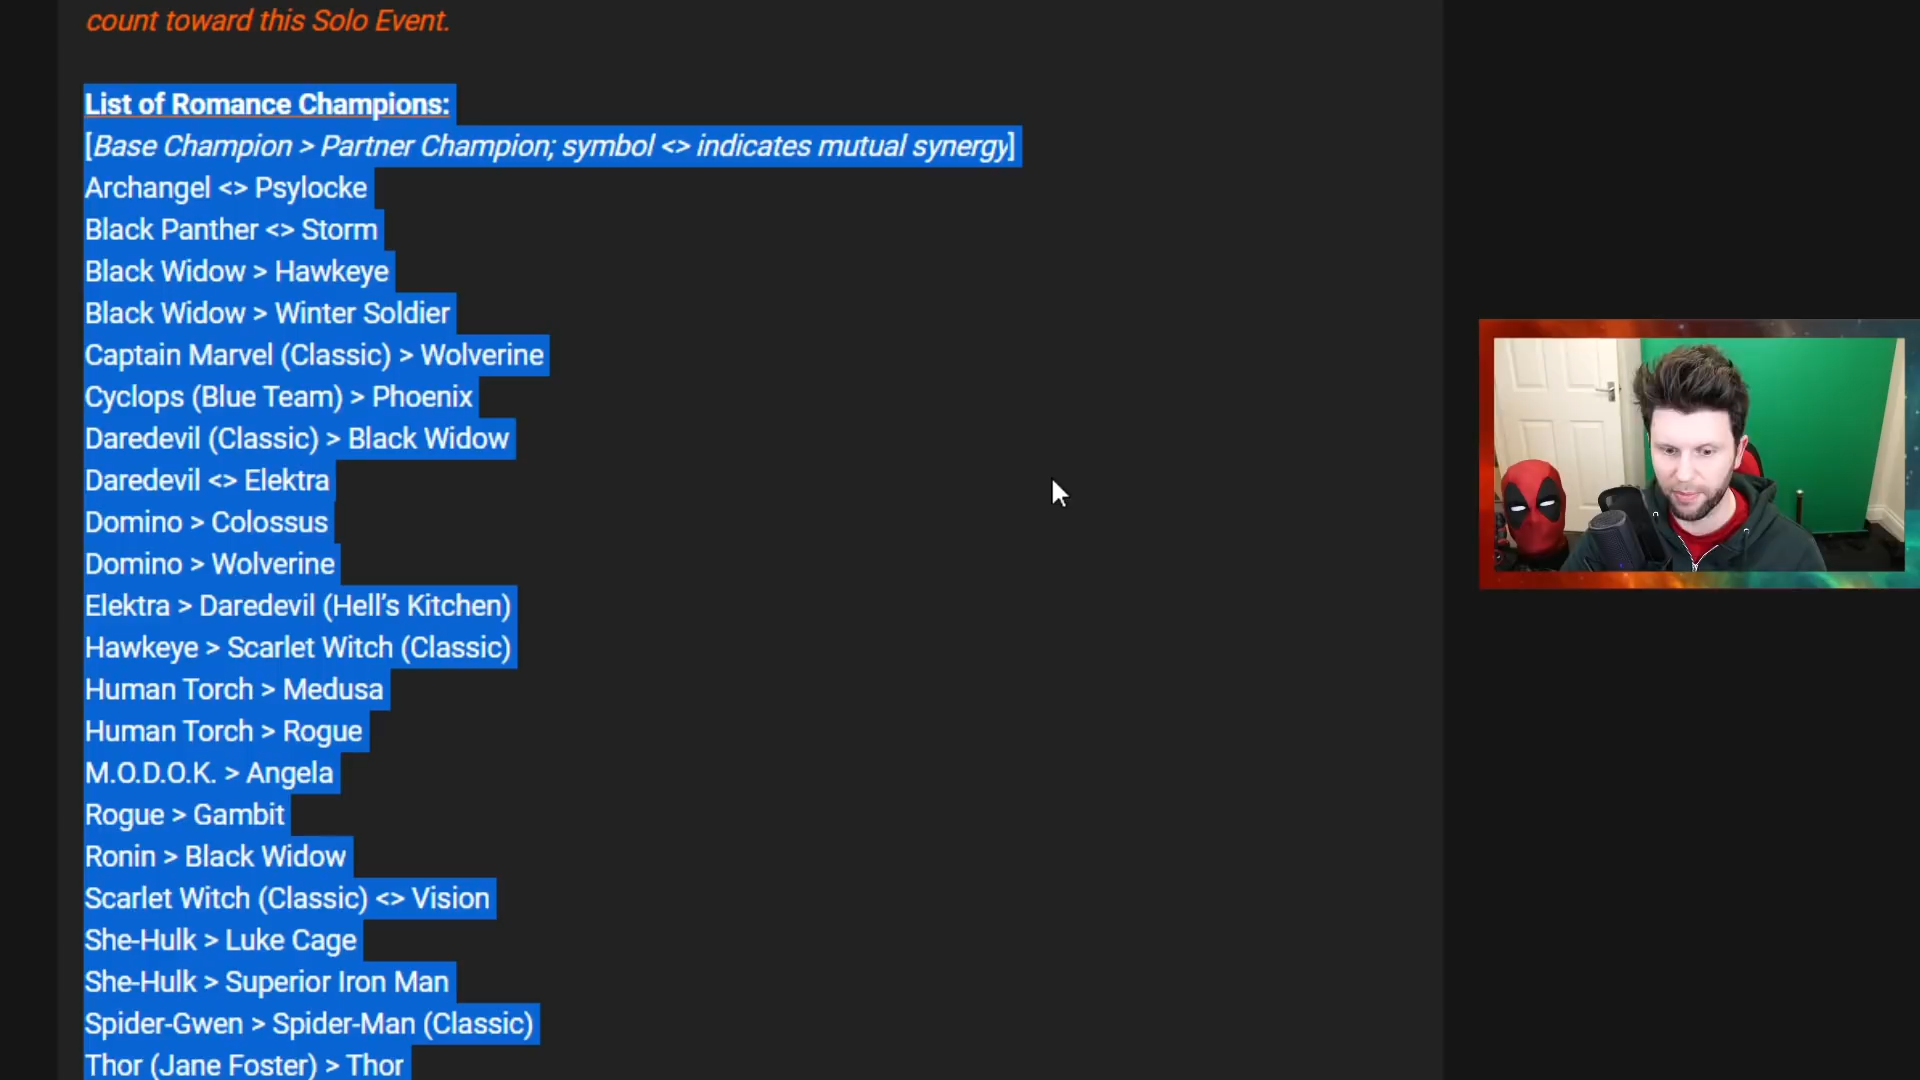 count toward this Solo Event.
List of Romance Champions:
[Base Champion > Partner Champion; symbol <> indicates mutual synergy]
Archangel <> Psylocke
Black Panther <> Storm
Black Widow > Hawkeye
Black Widow > Winter Soldier
Captain Marvel (Classic) > Wolverine
Cyclops (Blue Team) > Phoenix
Daredevil (Classic) > Black Widow
Daredevil <> Elektra
Domino > Colossus
Domino > Wolverine
Elektra > Daredevil (Hell’s Kitchen)
Hawkeye > Scarlet Witch (Classic)
Human Torch > Medusa
Human Torch > Rogue
M.O.D.O.K. > Angela
Rogue > Gambit
Ronin > Black Widow
Scarlet Witch (Classic) <> Vision
She-Hulk > Luke Cage
She-Hulk > Superior Iron Man
Spider-Gwen > Spider-Man (Classic)
Thor (Jane Foster) > Thor